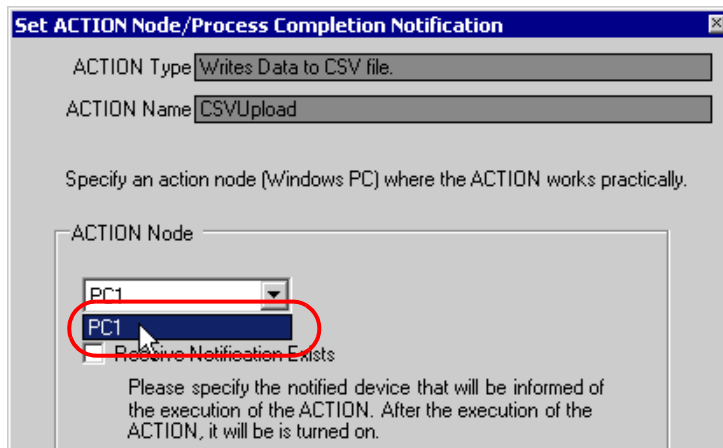 Set ACTION Node/Process Completion Notification
ACTION Type Writes Data to CSV file.
ACTION Name CSVUpload
Specify an action node (Windows PC) where the ACTION works practically.
ACTION Node
PC1
PC1
Receive Notification Exists
Please specify the notified device that will be informed of
the execution of the ACTION. After the execution of the
ACTION, it will be is turned on.